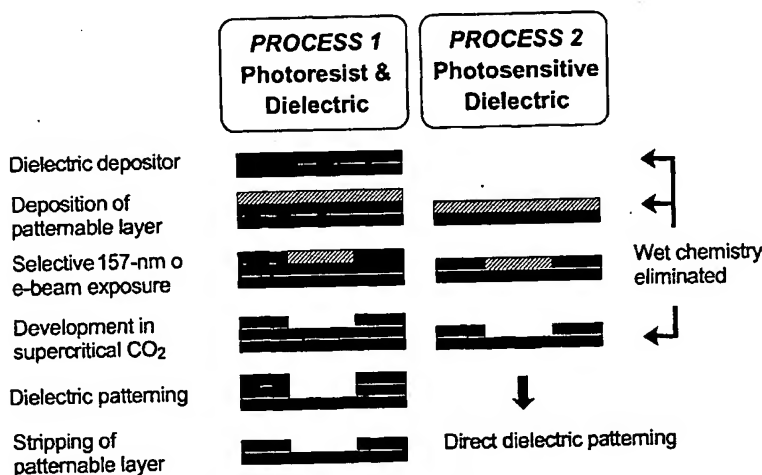 PROCESS 1
Photoresist &
Dielectric
PROCESS 2
Photosensitive
Dielectric
Dielectric depositor
Deposition of
patternable layer
Selective 157-nm o
e-beam exposure
Development in
supercritical CO₂
Dielectric patterning
Stripping of
patternable layer
Wet chemistry
eliminated
Direct dielectric patterning